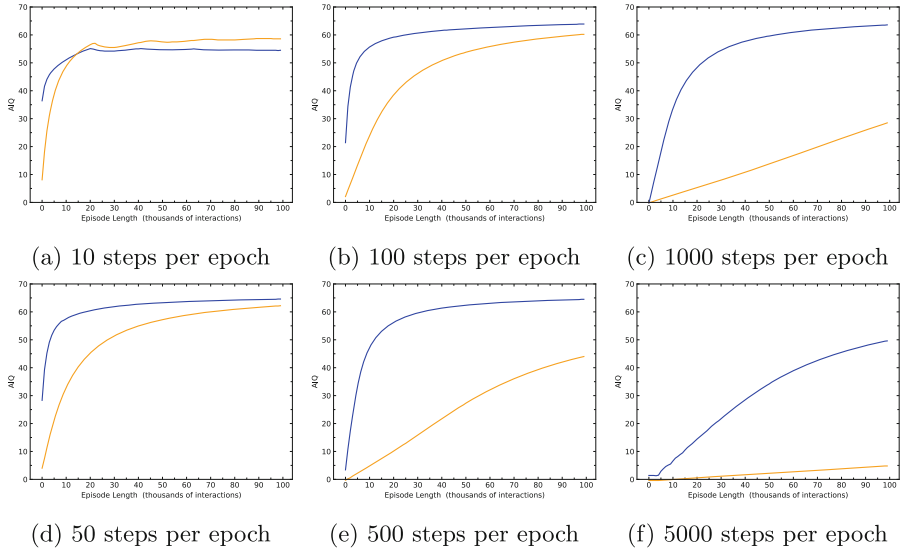 70
60
50
40
30
20
10
0
AIQ
0 10 20 30 40 50 60 70 80 90 100
Episode Length (thousands of interactions)
(a) 10 steps per epoch
70
60
50
40
30
20
10
0
AIQ
0 10 20 30 40 50 60 70 80 90 100
Episode Length (thousands of interactions)
(b) 100 steps per epoch
70
60
50
40
30
20
10
0
AIQ
0 10 20 30 40 50 60 70 80 90 100
Episode Length (thousands of interactions)
(c) 1000 steps per epoch
70
60
50
40
30
20
10
0
AIQ
0 10 20 30 40 50 60 70 80 90 100
Episode Length (thousands of interactions)
(d) 50 steps per epoch
70
60
50
40
30
20
10
0
AIQ
0 10 20 30 40 50 60 70 80 90 100
Episode Length (thousands of interactions)
(e) 500 steps per epoch
70
60
50
40
30
20
10
0
AIQ
0 10 20 30 40 50 60 70 80 90 100
Episode Length (thousands of interactions)
(f) 5000 steps per epoch